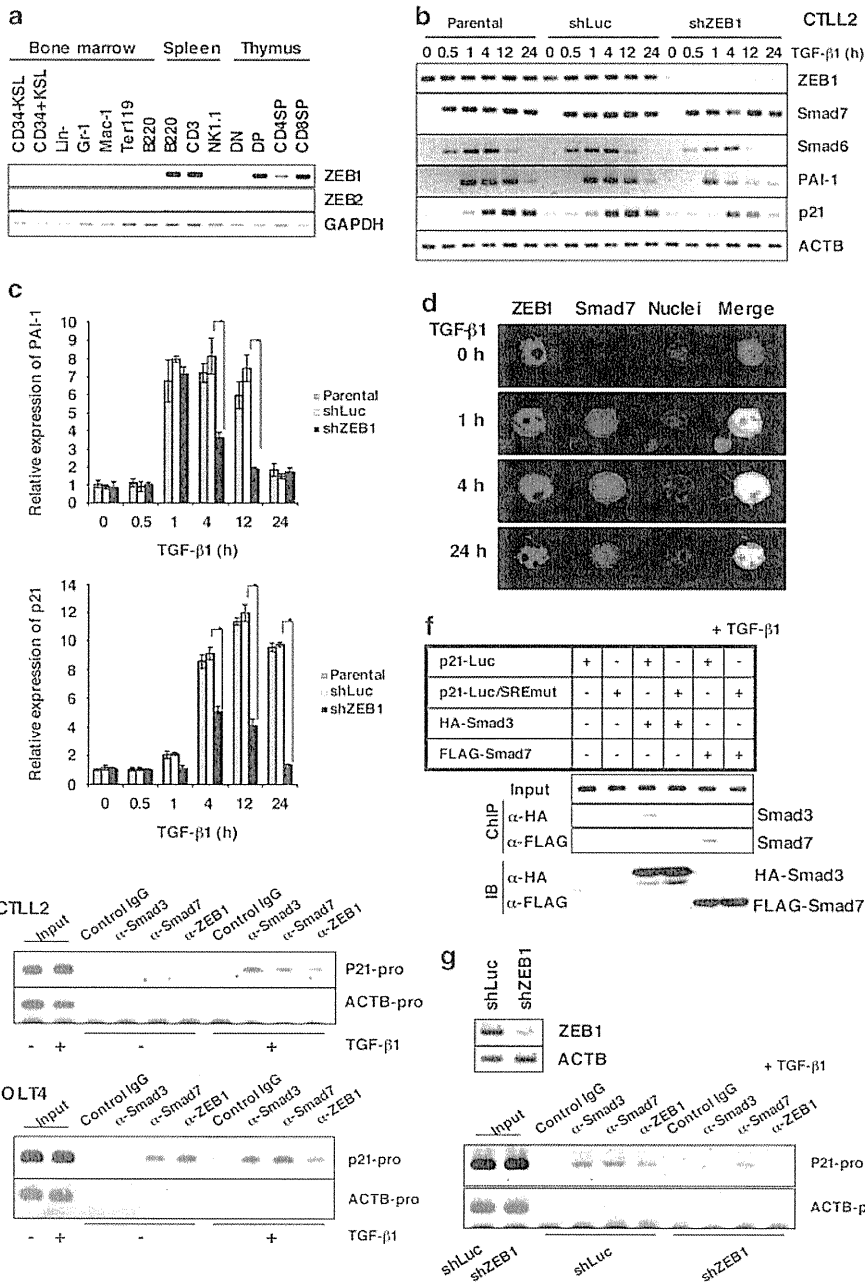 a
Bone marrow Spleen Thymus
CD34-KSL CD34+KSL Lin- Gr-1 Mac-1 Ter119 B220 B220 CD3 NK1.1 DN DP CD4SP CD8SP
ZEB1
ZEB2
GAPDH
b
Parental shLuc shZEB1 CTLL2
0 0.5 1 4 12 24 0 0.5 1 4 12 24 0 0.5 1 4 12 24 TGF-β1 (h)
ZEB1
Smad7
Smad6
PAI-1
p21
ACTB
c
Relative expression of PAI-1
10
9
8
7
6
5
4
3
2
1
0
0 0.5 1 4 12 24
TGF-β1 (h)
Parental
shLuc
shZEB1
Relative expression of p21
14
12
10
8
6
4
2
0
0 0.5 1 4 12 24
TGF-β1 (h)
Parental
shLuc
shZEB1
d
ZEB1 Smad7 Nuclei Merge
TGF-β1
0 h
1 h
4 h
24 h
CTLL2
Input Control IgG α-Smad3 α-Smad7 α-ZEB1 Control IgG α-Smad3 α-Smad7 α-ZEB1
P21-pro
ACTB-pro
- + - + TGF-β1
OLT4
Input Control IgG α-Smad3 α-Smad7 α-ZEB1 Control IgG α-Smad3 α-Smad7 α-ZEB1
p21-pro
ACTB-pro
- + - + TGF-β1
f
+ TGF-β1
p21-Luc + - + - + -
p21-Luc/SREmut - + - + - +
HA-Smad3 - - + + - -
FLAG-Smad7 - - - - + +
Input
ChIP
α-HA Smad3
α-FLAG Smad7
IB
α-HA HA-Smad3
α-FLAG FLAG-Smad7
g
shLuc shZEB1
ZEB1
ACTB
+ TGF-β1
Input Control IgG α-Smad3 α-Smad7 α-ZEB1 Control IgG α-Smad3 α-Smad7 α-ZEB1
P21-pro
ACTB-p
shLuc shZEB1 shLuc shZEB1